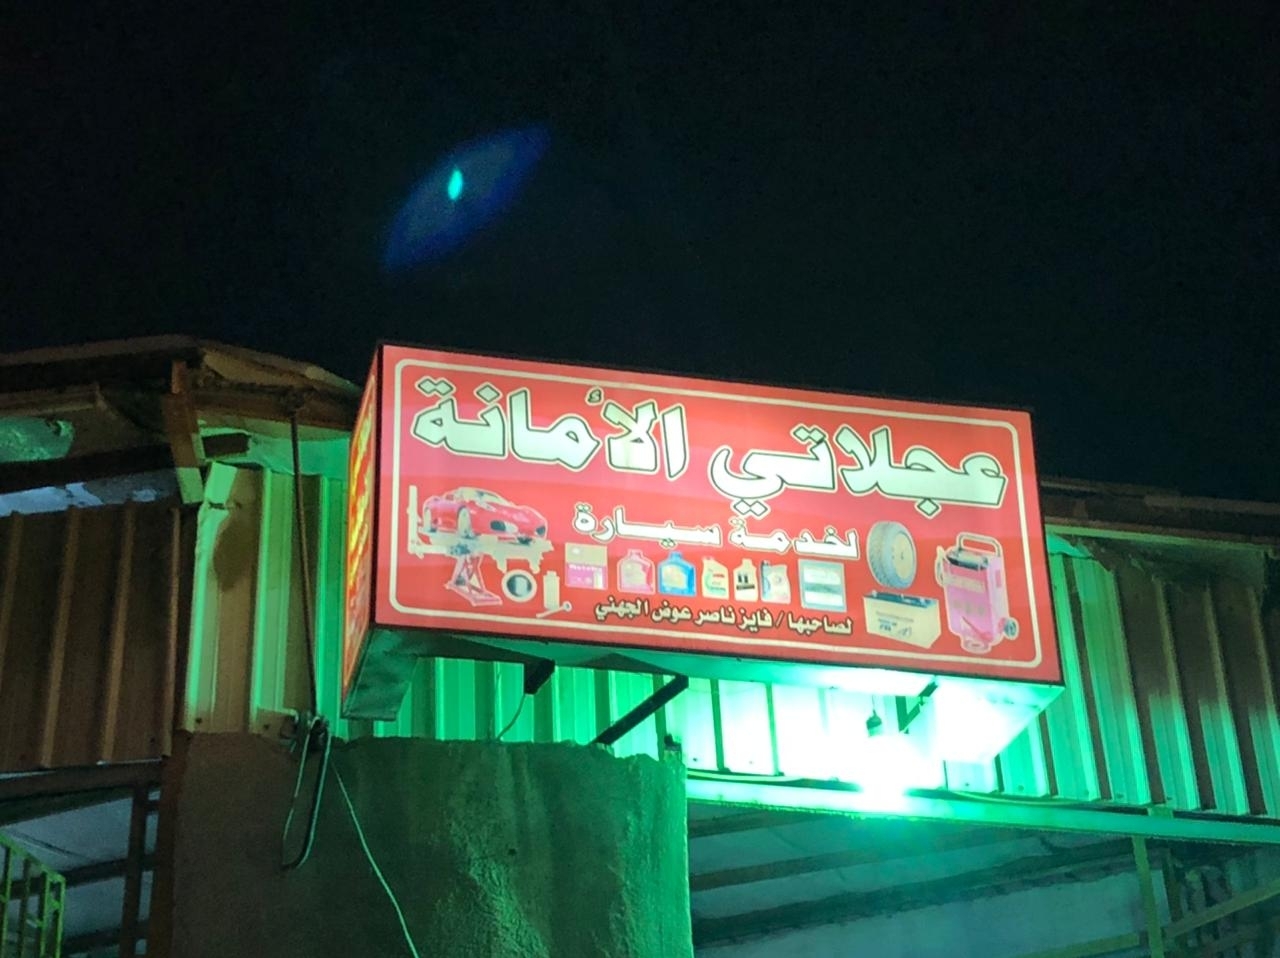 عجلاتي الأمانة
لخدمة سيارة
لصاحبها / فايز ناصر عوض الجهني